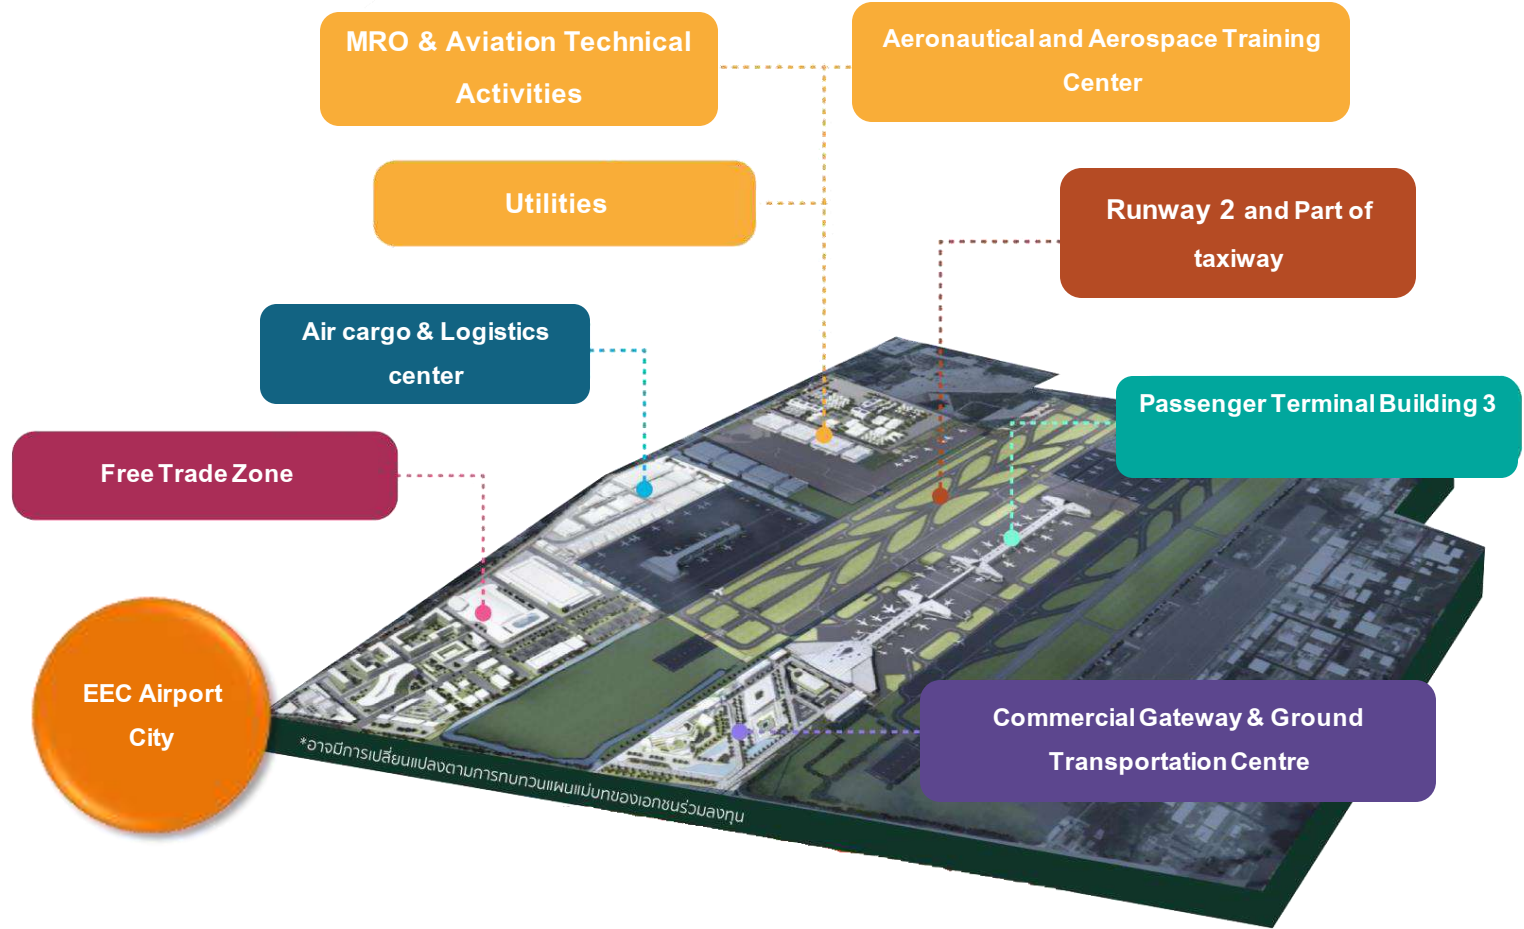 MRO & Aviation Technical
Activities
Aeronautical and Aerospace Training
Center
Utilities
Runway 2 and Part of
taxiway
Air cargo & Logistics
center
Passenger Terminal Building 3
Free Trade Zone
EEC Airport
City
Commercial Gateway & Ground
Transportation Centre
*อาจมีการเปลี่ยนแปลงตามการทบทวนแผนแม่บทของเอกชนร่วมลงทุน